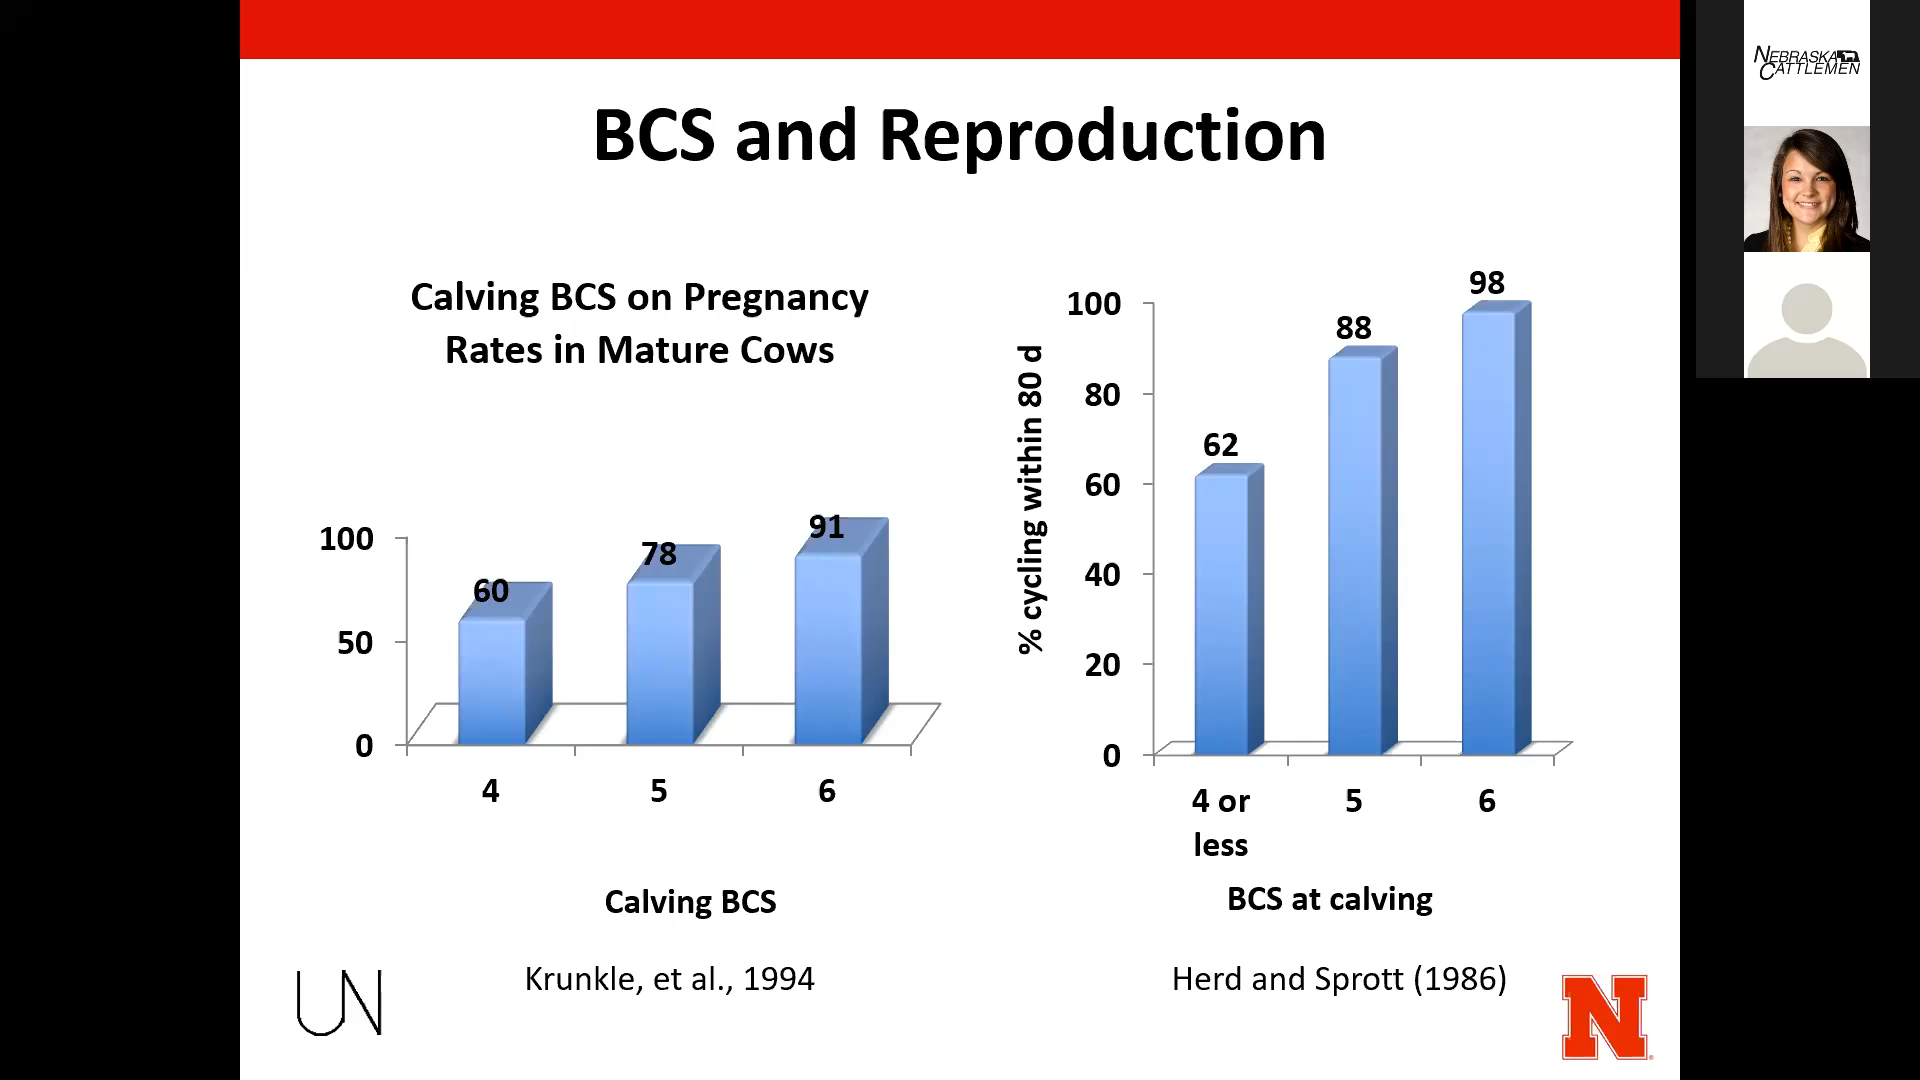 BCS and Reproduction
Calving BCS on Pregnancy
Rates in Mature Cows
100
50
0
60
78
91
4
5
6
Calving BCS
Krunkle, et al., 1994
% cycling within 80 d
100
80
60
40
20
0
62
88
98
4 or
less
5
6
BCS at calving
Herd and Sprott (1986)
UN
N
NEBRASKA
CATTLEMEN